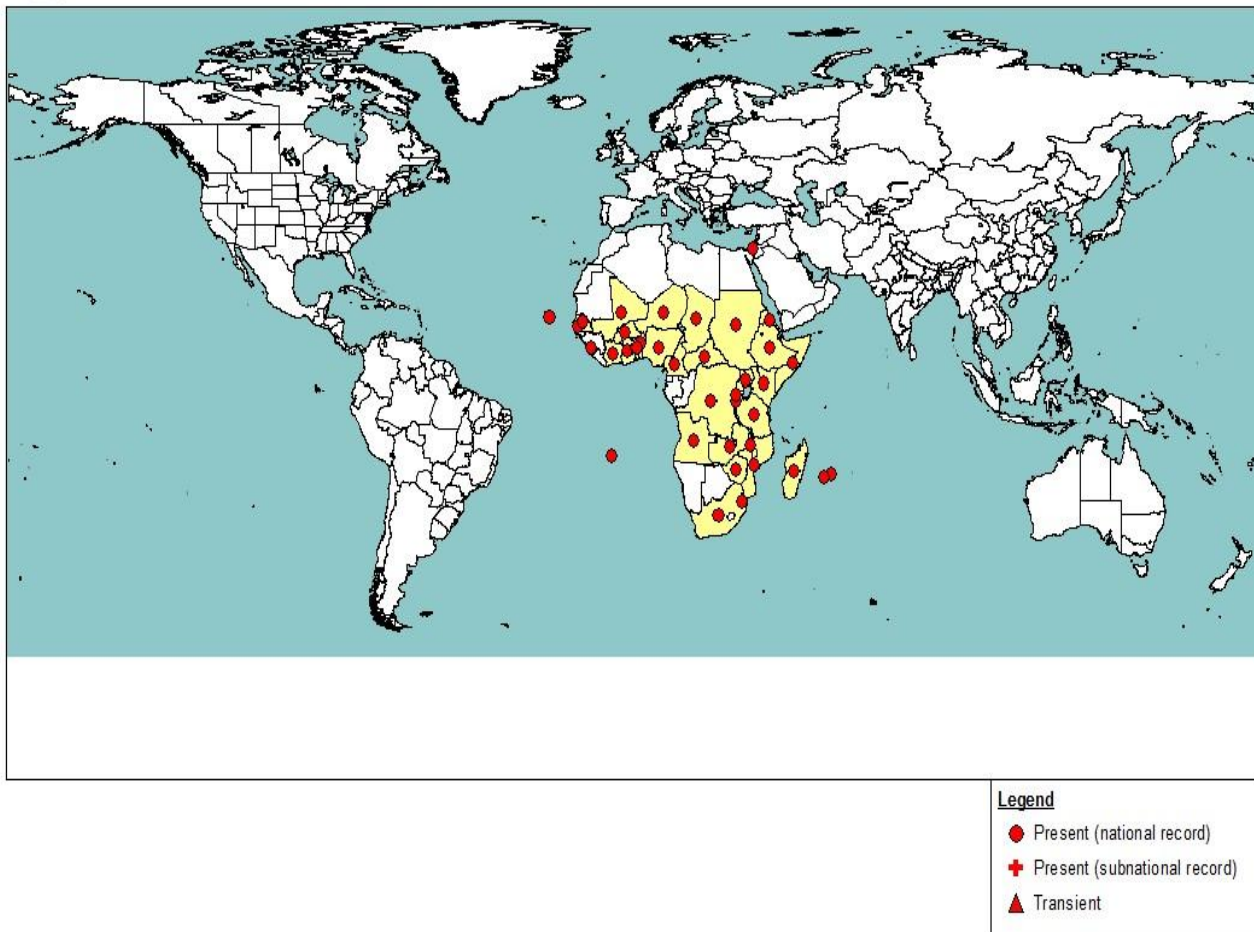 Legend
Present (national record)
Present (subnational record)
Transient